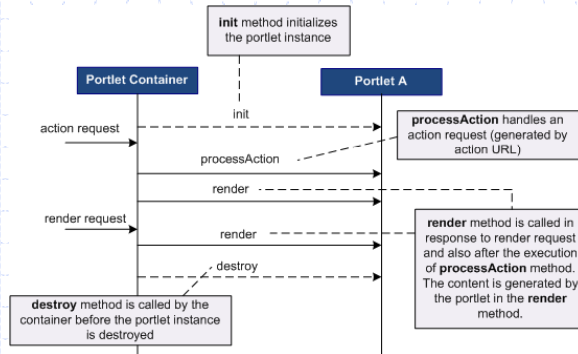 init method initializes
the portlet instance
Portlet Container
Portlet A
init
action request
processAction handles an
action request (generated by
action URL)
processAction
render
render request
render
render method is called in
response to render request
and also after the execution
of processAction method.
The content is generated by
the portlet in the render
method.
destroy
destroy method is called by the
container before the portlet instance
is destroyed